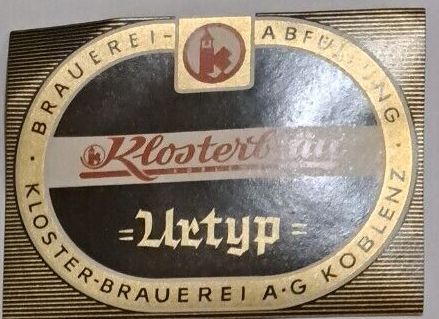 BRAUEREI-ABFÜLLUNG
Klosterbräu
=Urtyp=
· KLOSTER-BRAUEREI A·G KOBLENZ ·